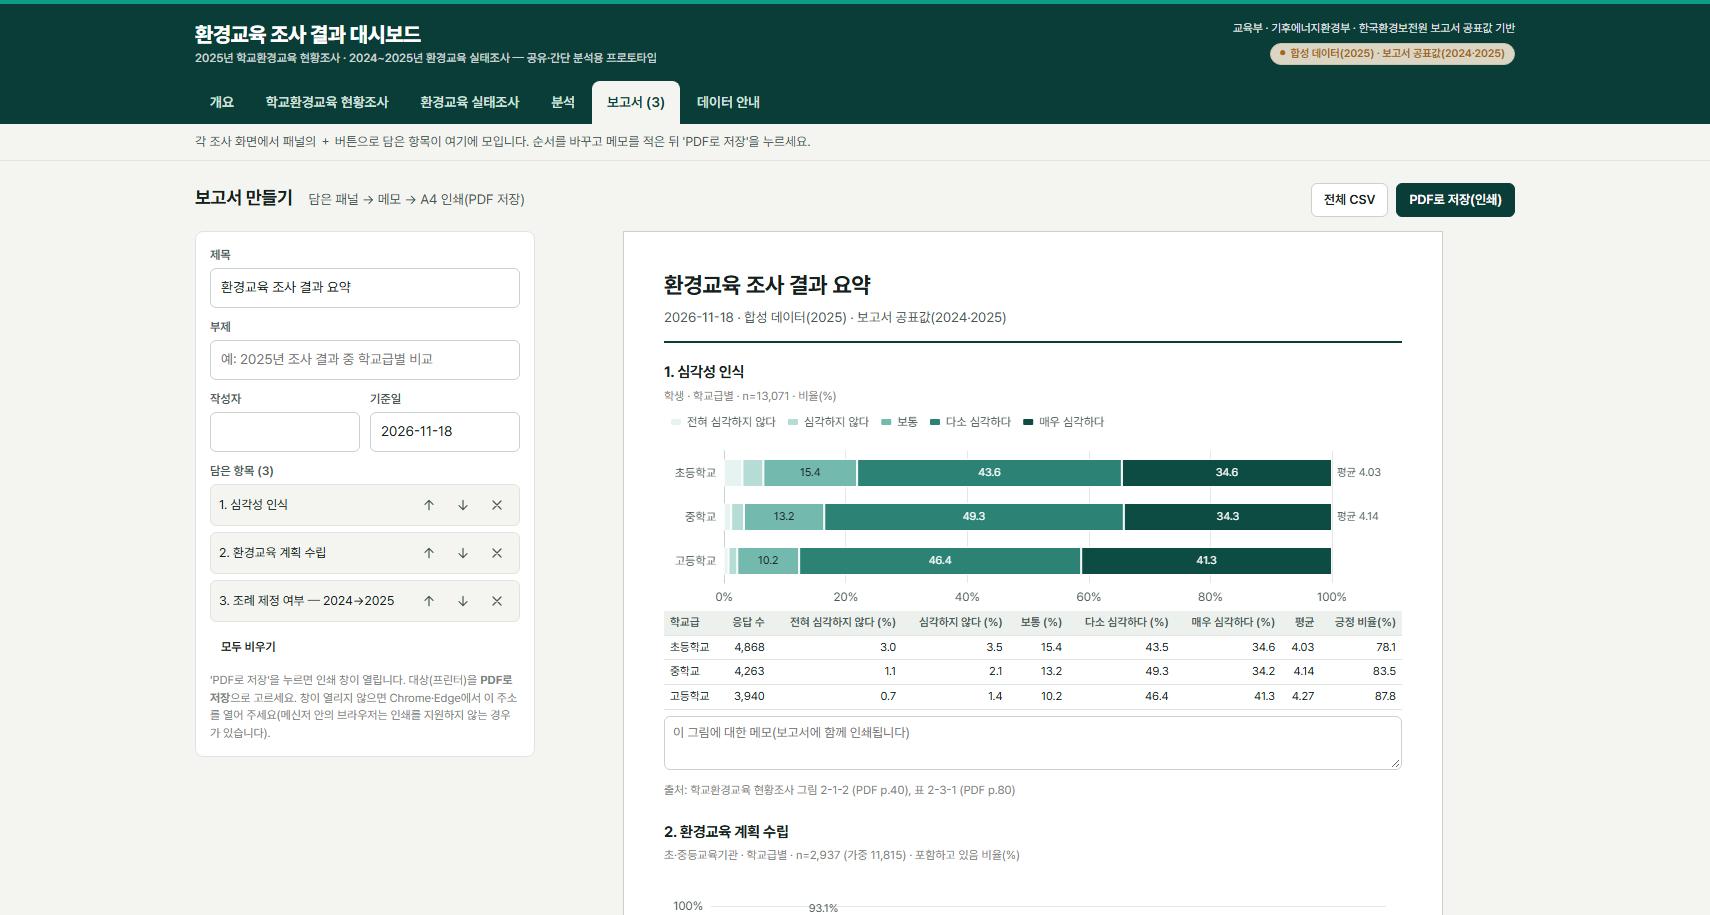 환경교육 조사 결과 대시보드
2025년 학교환경교육 현황조사 · 2024~2025년 환경교육 실태조사 — 공유·간단 분석용 프로토타입
교육부 · 기후에너지환경부 · 한국환경보전원 보고서 공표값 기반
합성 데이터(2025) · 보고서 공표값(2024·2025)
개요 학교환경교육 현황조사 환경교육 실태조사 분석 보고서 (3) 데이터 안내
각 조사 화면에서 패널의 + 버튼으로 담은 항목이 여기에 모입니다. 순서를 바꾸고 메모를 적은 뒤 'PDF로 저장'을 누르세요.
보고서 만들기 담은 패널 → 메모 → A4 인쇄(PDF 저장)
전체 CSV PDF로 저장(인쇄)
제목
환경교육 조사 결과 요약
부제
예: 2025년 조사 결과 중 학교급별 비교
작성자 기준일
2026-11-18
담은 항목 (3)
1. 심각성 인식 ↑ ↓ ×
2. 환경교육 계획 수립 ↑ ↓ ×
3. 조례 제정 여부 — 2024→2025 ↑ ↓ ×
모두 비우기
'PDF로 저장'을 누르면 인쇄 창이 열립니다. 대상(프린터)을 PDF로
저장으로 고르세요. 창이 열리지 않으면 Chrome·Edge에서 이 주소
를 열어 주세요(메신저 안의 브라우저는 인쇄를 지원하지 않는 경우
가 있습니다).
환경교육 조사 결과 요약
2026-11-18 · 합성 데이터(2025) · 보고서 공표값(2024·2025)
1. 심각성 인식
학생 · 학교급별 · n=13,071 · 비율(%)
전혀 심각하지 않다 심각하지 않다 보통 다소 심각하다 매우 심각하다
초등학교 15.4 43.6 34.6 평균 4.03
중학교 13.2 49.3 34.3 평균 4.14
고등학교 10.2 46.4 41.3
0% 20% 40% 60% 80% 100%
학교급 응답 수 전혀 심각하지 않다 (%) 심각하지 않다 (%) 보통 (%) 다소 심각하다 (%) 매우 심각하다 (%) 평균 긍정 비율(%)
초등학교 4,868 3.0 3.5 15.4 43.5 34.6 4.03 78.1
중학교 4,263 1.1 2.1 13.2 49.3 34.2 4.14 83.5
고등학교 3,940 0.7 1.4 10.2 46.4 41.3 4.27 87.8
이 그림에 대한 메모(보고서에 함께 인쇄됩니다)
출처: 학교환경교육 현황조사 그림 2-1-2 (PDF p.40), 표 2-3-1 (PDF p.80)
2. 환경교육 계획 수립
초·중등교육기관 · 학교급별 · n=2,937 (가중 11,815) · 포함하고 있음 비율(%)
100% 93.1%